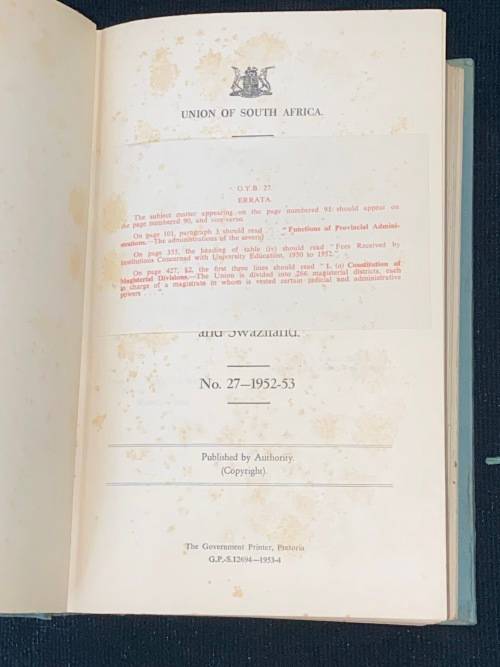 UNION OF SOUTH AFRICA.
O.Y.B. 27.
ERRATA.
The subject matter appearing on the page numbered 91 should appear on
the page numbered 90, and vice versa.
On page 101, paragraph 3 should read "Functions of Provincial Admini-
strations.—The administrations of the several
On page 355, the heading of table (iv) should read "Fees Received by
Institutions Concerned with University Education, 1950 to 1952."
On page 427, §2, the first three lines should read "1. (a) Constitution of
Magisterial Divisions.—The Union is divided into 266 magisterial districts, each
in charge of a magistrate in whom is vested certain judicial and administrative
powers
and Swaziland.
No. 27—1952-53
Published by Authority.
(Copyright).
The Government Printer, Pretoria
G.P.-S.12694—1953-4